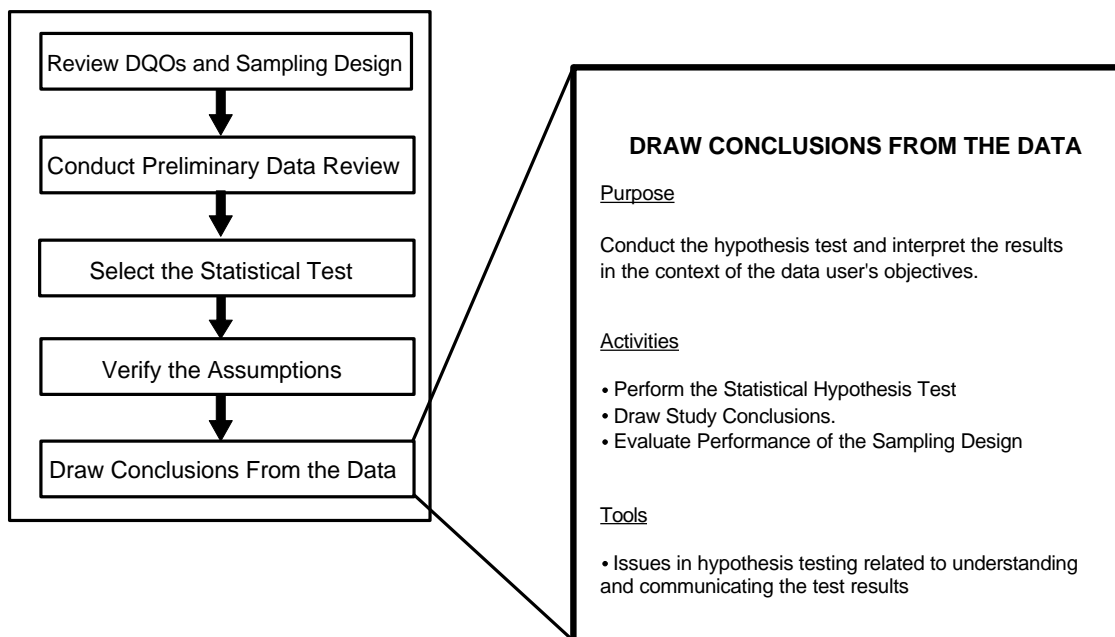 Review DQOs and Sampling Design
Conduct Preliminary Data Review
Select the Statistical Test
Verify the Assumptions
Draw Conclusions From the Data
DRAW CONCLUSIONS FROM THE DATA
Purpose
Conduct the hypothesis test and interpret the results
in the context of the data user's objectives.
Activities
• Perform the Statistical Hypothesis Test
• Draw Study Conclusions.
• Evaluate Performance of the Sampling Design
Tools
• Issues in hypothesis testing related to understanding
and communicating the test results